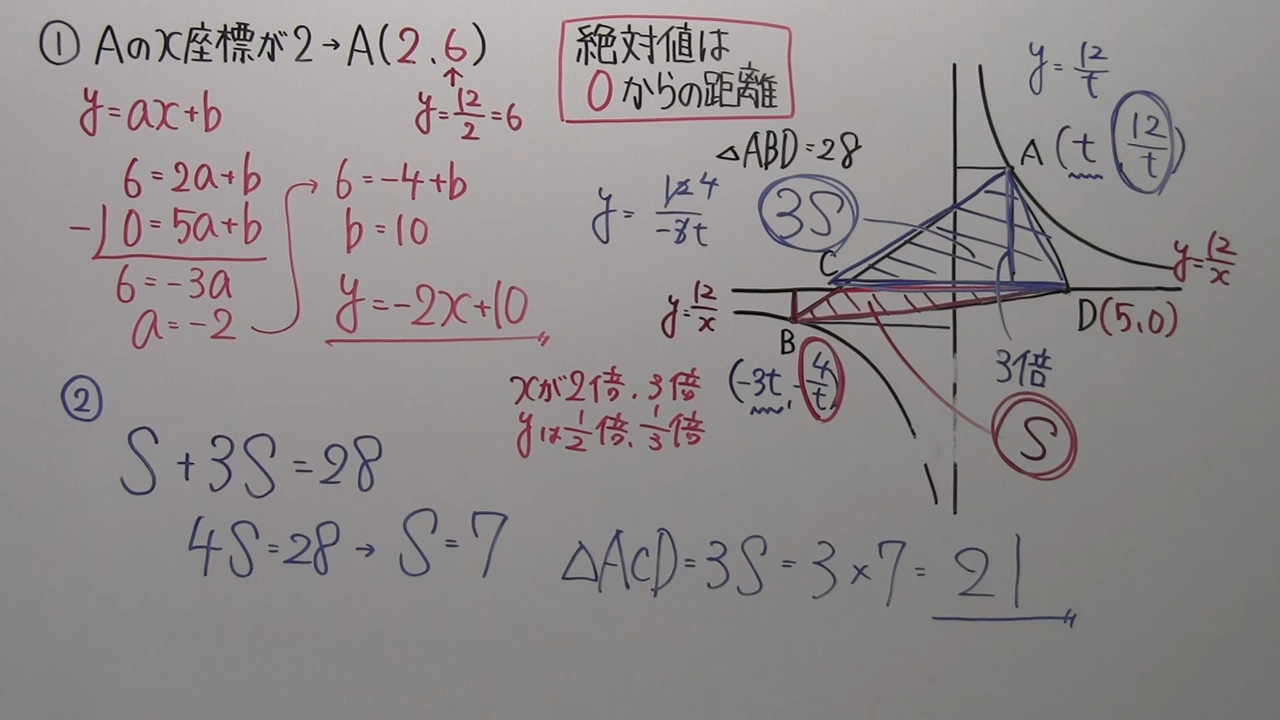 ① Aのx座標が2→A(2,6)
↑
y=12/2=6
y=ax+b
6=2a+b
-)0=5a+b
6=-3a
a=-2
6=-4+b
b=10
y=-2x+10
絶対値は
0からの距離
△ABD=28
y=12/t
A(t 12/t)
y=12 4/-3t
3S
C
y=12/x
D(5,0)
y=12/x
B
(-3t, -4/t)
3倍
S
xが2倍、3倍
yは1/2倍、1/3倍
②
S+3S=28
4S=28→S=7
△ACD=3S=3×7=21